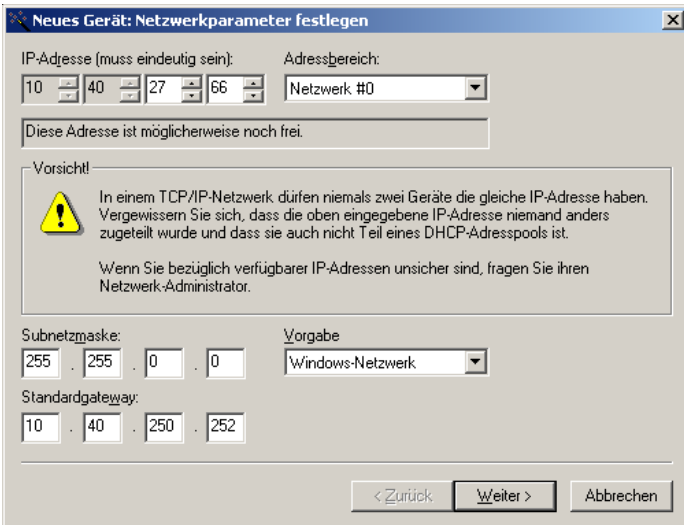 Neues Gerät: Netzwerkparameter festlegen
IP-Adresse (muss eindeutig sein): Adressbereich:
10 40 27 66 Netzwerk #0
Diese Adresse ist möglicherweise noch frei.
Vorsicht!
In einem TCP/IP-Netzwerk dürfen niemals zwei Geräte die gleiche IP-Adresse haben.
Vergewissern Sie sich, dass die oben eingegebene IP-Adresse niemand anders
zugeteilt wurde und dass sie auch nicht Teil eines DHCP-Adresspools ist.
Wenn Sie bezüglich verfügbarer IP-Adressen unsicher sind, fragen Sie ihren
Netzwerk-Administrator.
Subnetzmaske: Vorgabe
255 . 255 . 0 . 0 Windows-Netzwerk
Standardgateway:
10 . 40 . 250 . 252
< Zurück Weiter > Abbrechen